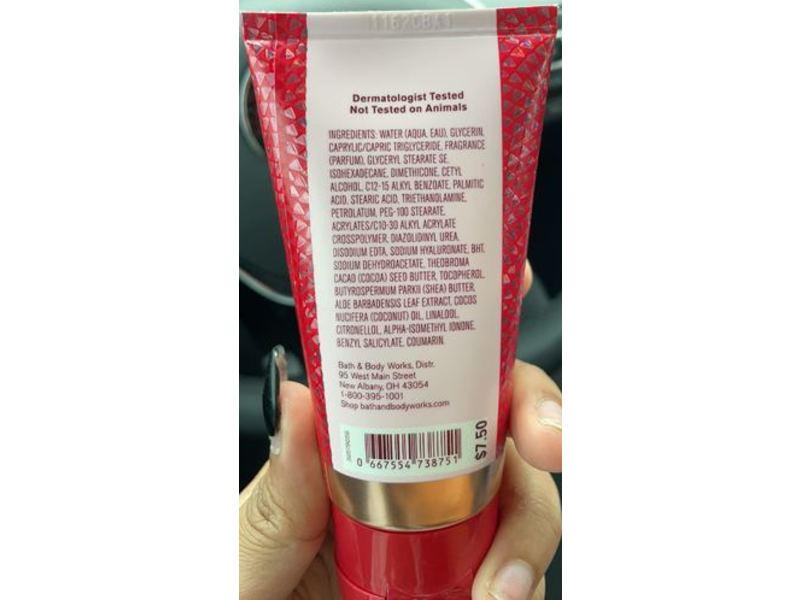 Dermatologist Tested
Not Tested on Animals
INGREDIENTS: WATER (AQUA, EAU), GLYCERIN,
CAPRYLIC/CAPRIC TRIGLYCERIDE, FRAGRANCE
(PARFUM), GLYCERYL STEARATE SE,
ISOHEXADECANE, DIMETHICONE, CETYL
ALCOHOL, C12-15 ALKYL BENZOATE, PALMITIC
ACID, STEARIC ACID, TRIETHANOLAMINE,
PETROLATUM, PEG-100 STEARATE,
ACRYLATES/C10-30 ALKYL ACRYLATE
CROSSPOLYMER, DIAZOLIDINYL UREA,
DISODIUM EDTA, SODIUM HYALURONATE, BHT,
SODIUM DEHYDROACETATE, THEOBROMA
CACAO (COCOA) SEED BUTTER, TOCOPHEROL,
BUTYROSPERMUM PARKII (SHEA) BUTTER,
ALOE BARBADENSIS LEAF EXTRACT, COCOS
NUCIFERA (COCONUT) OIL, LINALOOL,
CITRONELLOL, ALPHA-ISOMETHYL IONONE,
BENZYL SALICYLATE, COUMARIN.
Bath & Body Works, Distr.
95 West Main Street
New Albany, OH 43054
1-800-395-1001
Shop bathandbodyworks.com
0 667554 738751
$7.50